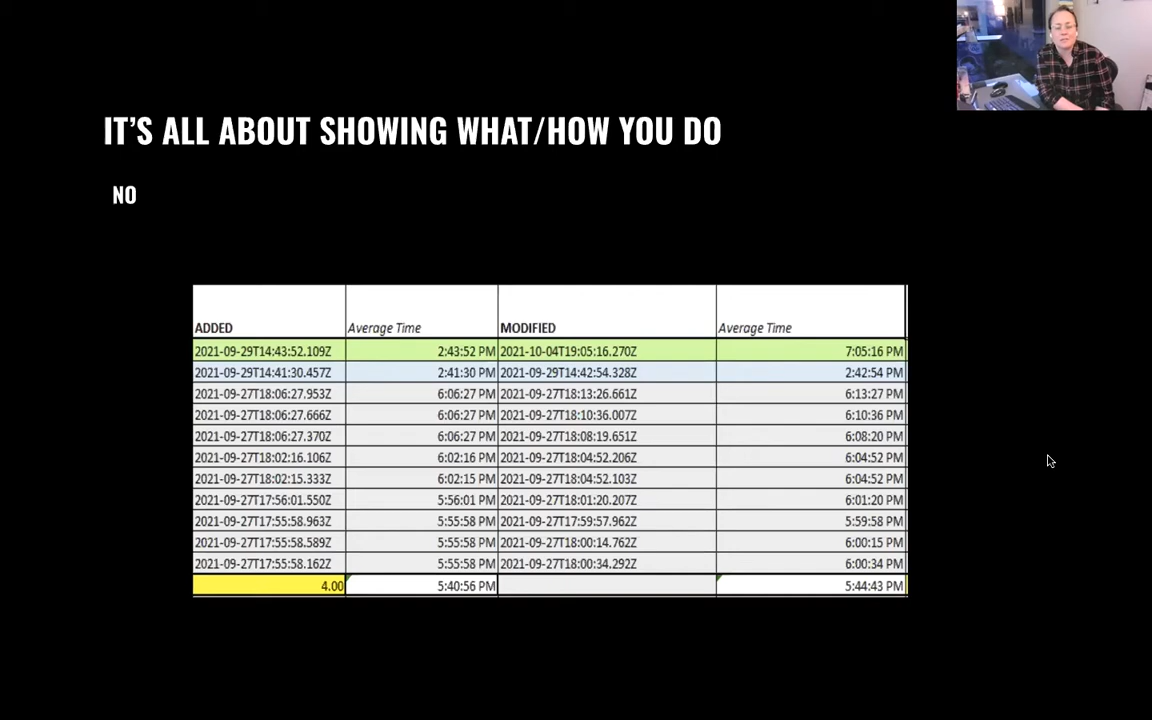 IT'S ALL ABOUT SHOWING WHAT/HOW YOU DO
NO
ADDED Average Time MODIFIED Average Time
2021-09-29T14:43:52.109Z 2:43:52 PM 2021-10-04T19:05:16.270Z 7:05:16 PM
2021-09-29T14:41:30.457Z 2:41:30 PM 2021-09-29T14:42:54.328Z 2:42:54 PM
2021-09-27T18:06:27.953Z 6:06:27 PM 2021-09-27T18:13:26.661Z 6:13:27 PM
2021-09-27T18:06:27.666Z 6:06:27 PM 2021-09-27T18:10:36.007Z 6:10:36 PM
2021-09-27T18:06:27.370Z 6:06:27 PM 2021-09-27T18:08:19.651Z 6:08:20 PM
2021-09-27T18:02:16.106Z 6:02:16 PM 2021-09-27T18:04:52.206Z 6:04:52 PM
2021-09-27T18:02:15.333Z 6:02:15 PM 2021-09-27T18:04:52.103Z 6:04:52 PM
2021-09-27T17:56:01.550Z 5:56:01 PM 2021-09-27T18:01:20.207Z 6:01:20 PM
2021-09-27T17:55:58.963Z 5:55:58 PM 2021-09-27T17:59:57.962Z 5:59:58 PM
2021-09-27T17:55:58.589Z 5:55:58 PM 2021-09-27T18:00:14.762Z 6:00:15 PM
2021-09-27T17:55:58.162Z 5:55:58 PM 2021-09-27T18:00:34.292Z 6:00:34 PM
4.00 5:40:56 PM 5:44:43 PM